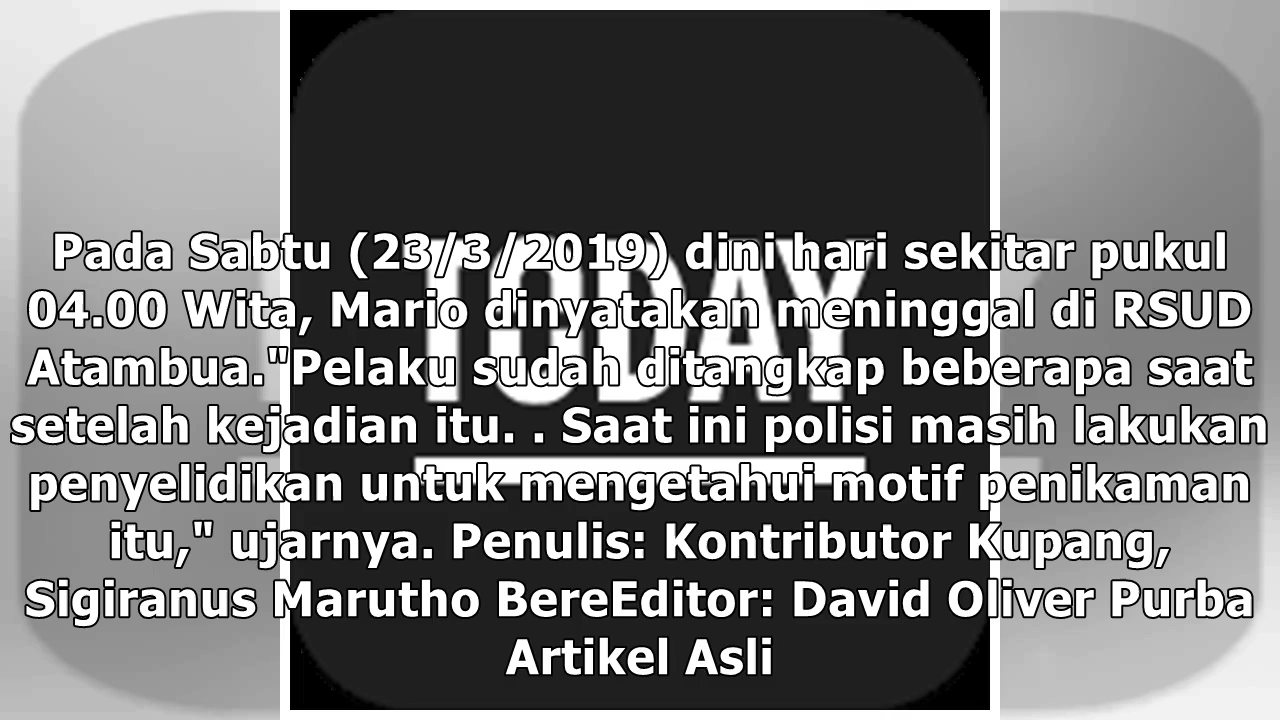 Pada Sabtu (23/3/2019) dini hari sekitar pukul
04.00 Wita, Mario dinyatakan meninggal di RSUD
Atambua."Pelaku sudah ditangkap beberapa saat
setelah kejadian itu. . Saat ini polisi masih lakukan
penyelidikan untuk mengetahui motif penikaman
itu," ujarnya. Penulis: Kontributor Kupang,
Sigiranus Marutho BereEditor: David Oliver Purba
Artikel Asli
TODAY